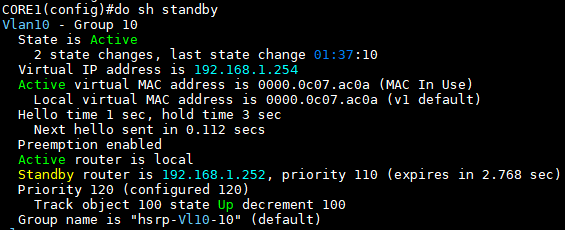 CORE1(config)#do sh standby
Vlan10 - Group 10
State is Active
2 state changes, last state change 01:37:10
Virtual IP address is 192.168.1.254
Active virtual MAC address is 0000.0c07.ac0a (MAC In Use)
Local virtual MAC address is 0000.0c07.ac0a (v1 default)
Hello time 1 sec, hold time 3 sec
Next hello sent in 0.112 secs
Preemption enabled
Active router is local
Standby router is 192.168.1.252, priority 110 (expires in 2.768 sec)
Priority 120 (configured 120)
Track object 100 state Up decrement 100
Group name is "hsrp-Vl10-10" (default)